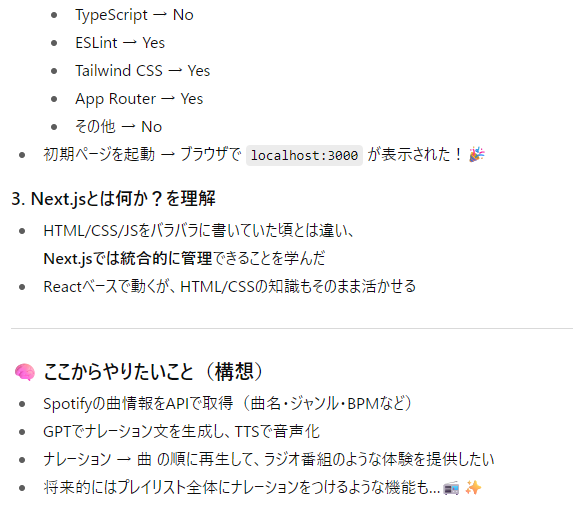 TypeScript → No
ESLint → Yes
Tailwind CSS → Yes
App Router → Yes
その他 → No
初期ページを起動 → ブラウザで localhost:3000 が表示された！🎉
3. Next.jsとは何か？を理解
HTML/CSS/JSをバラバラに書いていた頃とは違い、
Next.jsでは統合的に管理できることを学んだ
Reactベースで動くが、HTML/CSSの知識もそのまま活かせる
🧠 ここからやりたいこと（構想）
Spotifyの曲情報をAPIで取得（曲名・ジャンル・BPMなど）
GPTでナレーション文を生成し、TTSで音声化
ナレーション → 曲 の順に再生して、ラジオ番組のような体験を提供したい
将来的にはプレイリスト全体にナレーションをつけるような機能も…📻✨